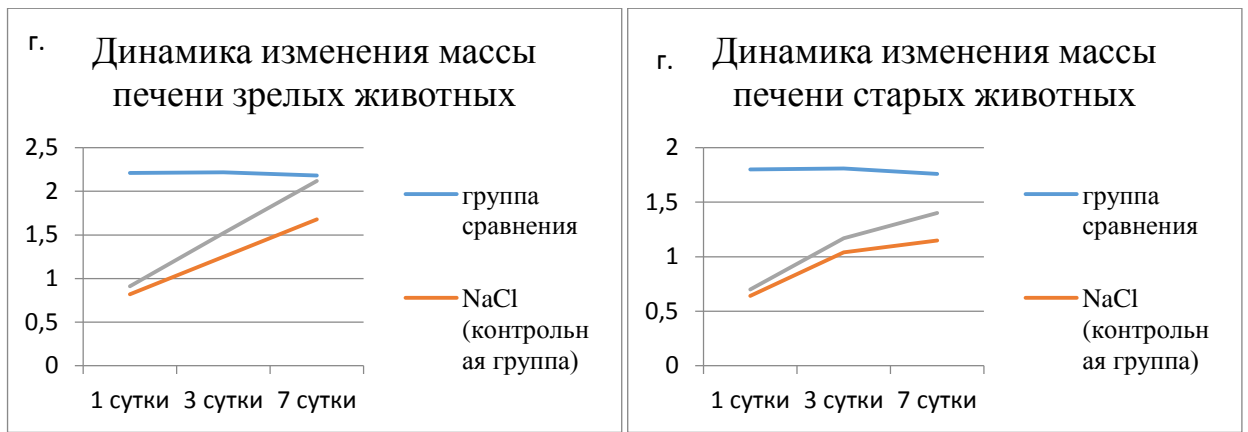 г.
Динамика изменения массы
печени зрелых животных
2,5
2
1,5
1
0,5
0
1 сутки 3 сутки 7 сутки
группа
сравнения
NaCl
(контрольн
ая группа)
г.
Динамика изменения массы
печени старых животных
2
1,5
1
0,5
0
1 сутки 3 сутки 7 сутки
группа
сравнения
NaCl
(контрольн
ая группа)